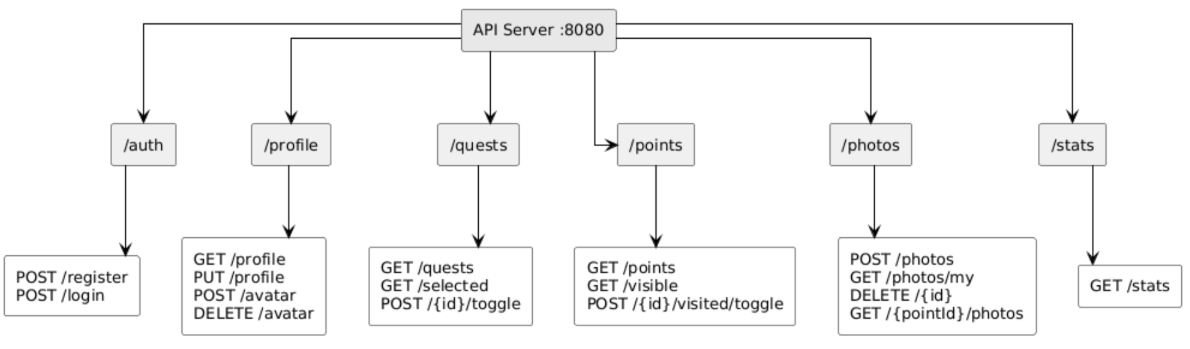 API Server :8080
/auth
/profile
/quests
/points
/photos
/stats
POST /register
POST /login
GET /profile
PUT /profile
POST /avatar
DELETE /avatar
GET /quests
GET /selected
POST /{id}/toggle
GET /points
GET /visible
POST /{id}/visited/toggle
POST /photos
GET /photos/my
DELETE /{id}
GET /{pointId}/photos
GET /stats